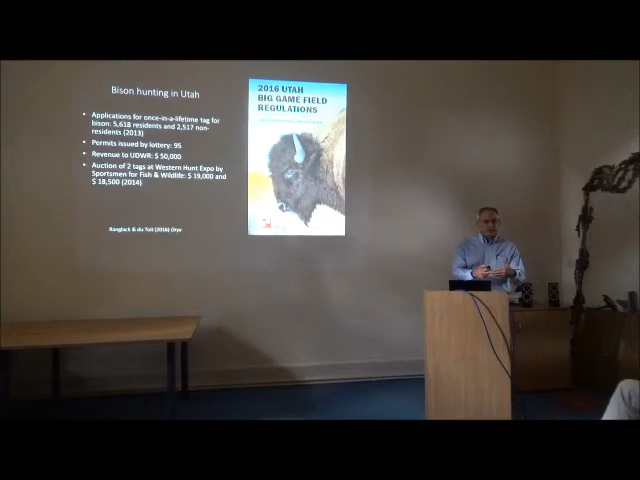 Bison hunting in Utah
• Applications for once-in-a-lifetime tag for
bison: 5,618 residents and 2,517 non-
residents (2013)
• Permits issued by lottery: 95
• Revenue to UDWR: $ 50,000
• Auction of 2 tags at Western Hunt Expo by
Sportsmen for Fish & Wildlife: $ 19,000 and
$ 18,500 (2014)
Ranglack & du Toit (2016) Oryx
2016 UTAH
BIG GAME FIELD
REGULATIONS